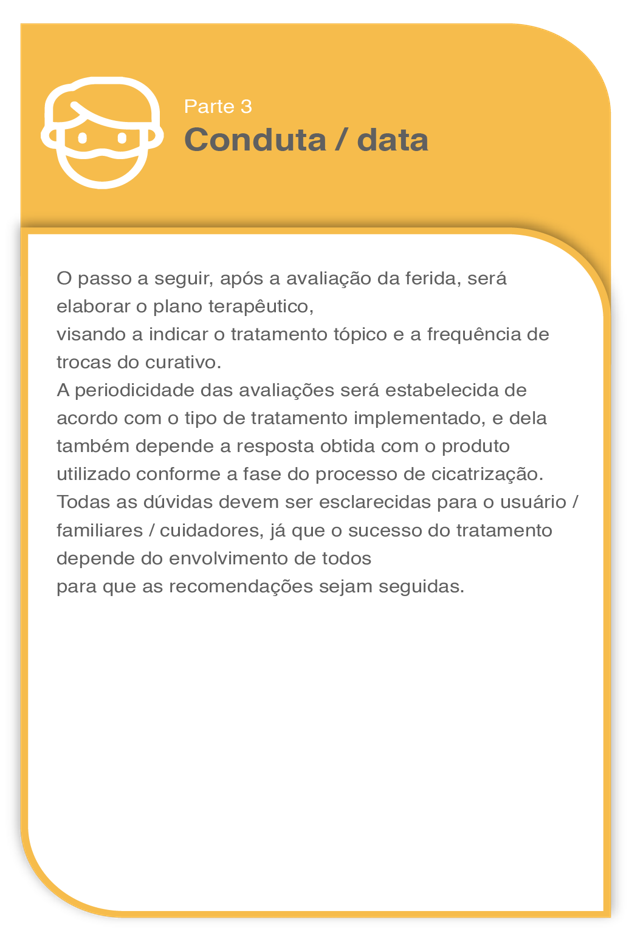 Parte 3
Conduta / data
O passo a seguir, após a avaliação da ferida, será
elaborar o plano terapêutico,
visando a indicar o tratamento tópico e a frequência de
trocas do curativo.
A periodicidade das avaliações será estabelecida de
acordo com o tipo de tratamento implementado, e dela
também depende a resposta obtida com o produto
utilizado conforme a fase do processo de cicatrização.
Todas as dúvidas devem ser esclarecidas para o usuário /
familiares / cuidadores, já que o sucesso do tratamento
depende do envolvimento de todos
para que as recomendações sejam seguidas.